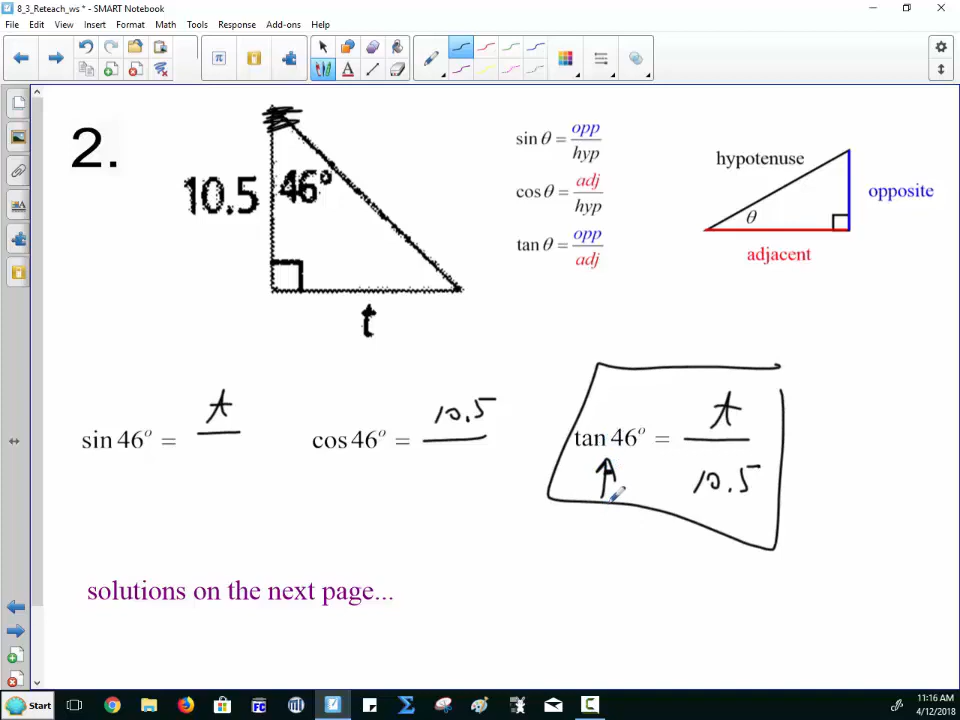 8_3_Reteach_ws * - SMART Notebook
File Edit View Insert Format Math Tools Response Add-ons Help
2.
10.5
46°
t
sin θ = opp/hyp
cos θ = adj/hyp
tan θ = opp/adj
hypotenuse
opposite
θ
adjacent
sin 46° = t/
cos 46° = 10.5/
tan 46° = t/10.5
solutions on the next page...
Start
11:16 AM
4/12/2018